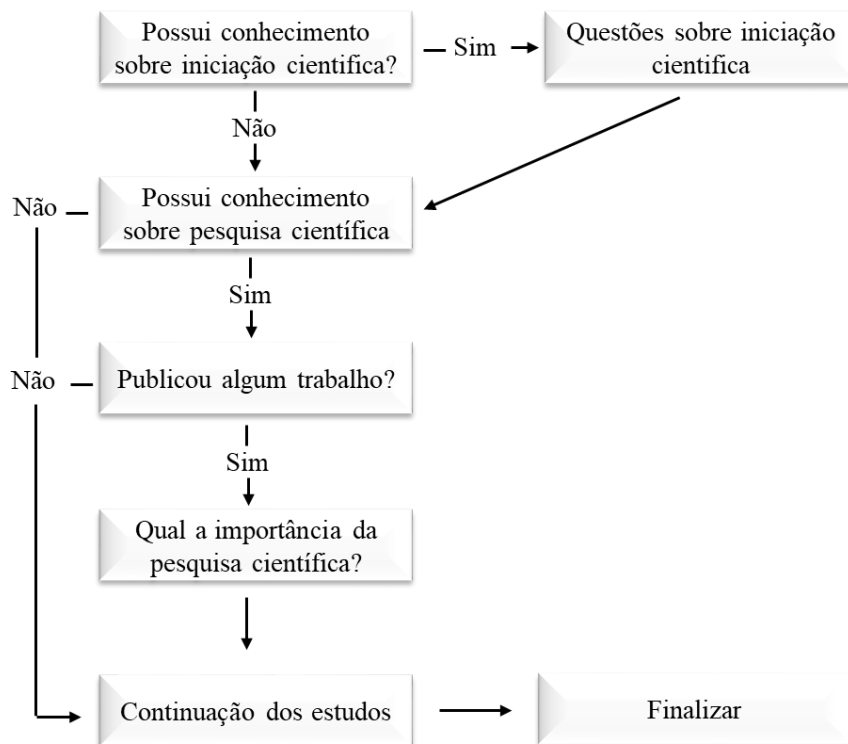 Possui conhecimento
sobre iniciação cientifica?
Sim
Questões sobre iniciação
cientifica
Não
Possui conhecimento
sobre pesquisa científica
Não
Sim
Publicou algum trabalho?
Não
Sim
Qual a importância da
pesquisa científica?
Continuação dos estudos
Finalizar